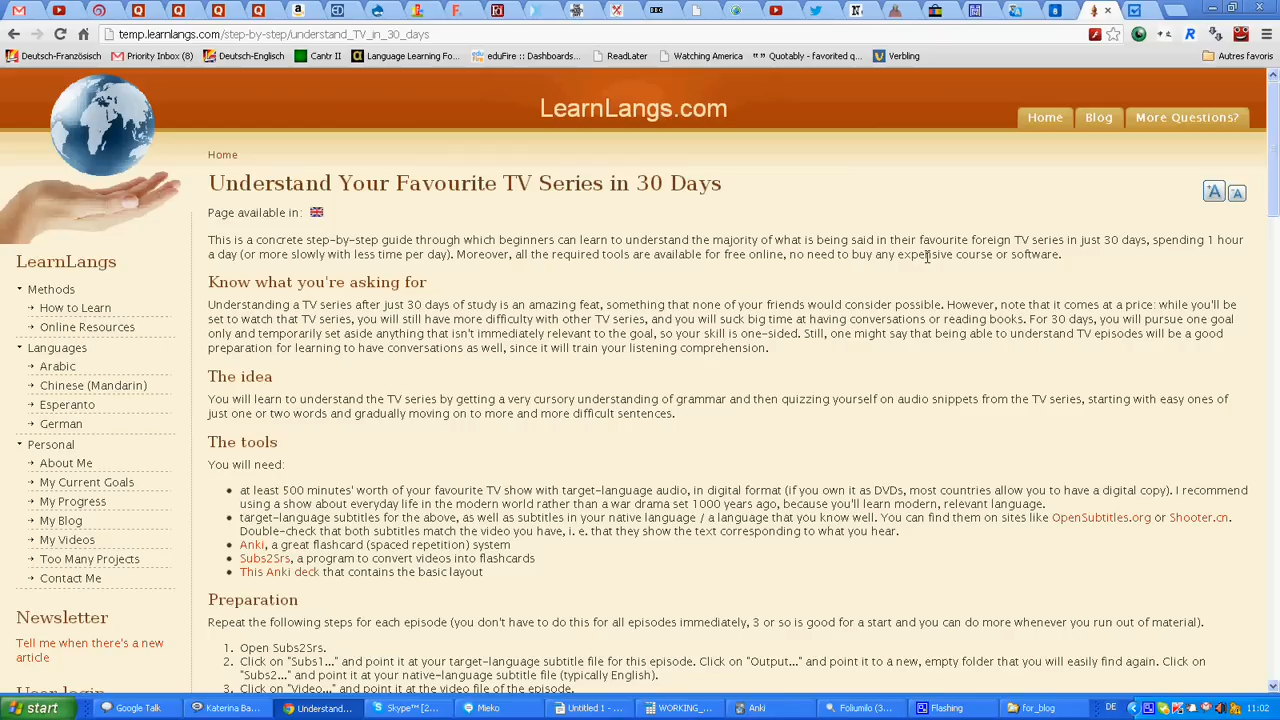 temp.learnlangs.com/step-by-step/understand_TV_in_30_days
Deutsch-Französisch
Priority Inbox (8)
Deutsch-Englisch
Cantr II
Language Learning Fo...
eduFire :: Dashboards...
ReadLater
Watching America
Quotably - favorited q...
Verbling
Autres favoris
LearnLangs.com
Home
Blog
More Questions?
Home
Understand Your Favourite TV Series in 30 Days
Page available in:
This is a concrete step-by-step guide through which beginners can learn to understand the majority of what is being said in their favourite foreign TV series in just 30 days, spending 1 hour
a day (or more slowly with less time per day). Moreover, all the required tools are available for free online, no need to buy any expensive course or software.
Know what you're asking for
Understanding a TV series after just 30 days of study is an amazing feat, something that none of your friends would consider possible. However, note that it comes at a price: while you'll be
set to watch that TV series, you will still have more difficulty with other TV series, and you will suck big time at having conversations or reading books. For 30 days, you will pursue one goal
only and temporarily set aside anything that isn't immediately relevant to the goal, so your skill is one-sided. Still, one might say that being able to understand TV episodes will be a good
preparation for learning to have conversations as well, since it will train your listening comprehension.
The idea
You will learn to understand the TV series by getting a very cursory understanding of grammar and then quizzing yourself on audio snippets from the TV series, starting with easy ones of
just one or two words and gradually moving on to more and more difficult sentences.
The tools
You will need:
at least 500 minutes' worth of your favourite TV show with target-language audio, in digital format (if you own it as DVDs, most countries allow you to have a digital copy). I recommend
using a show about everyday life in the modern world rather than a war drama set 1000 years ago, because you'll learn modern, relevant language.
target-language subtitles for the above, as well as subtitles in your native language / a language that you know well. You can find them on sites like OpenSubtitles.org or Shooter.cn.
Double-check that both subtitles match the video you have, i. e. that they show the text corresponding to what you hear.
Anki, a great flashcard (spaced repetition) system
Subs2Srs, a program to convert videos into flashcards
This Anki deck that contains the basic layout
Preparation
Repeat the following steps for each episode (you don't have to do this for all episodes immediately, 3 or so is good for a start and you can do more whenever you run out of material).
1. Open Subs2Srs.
2. Click on "Subs1..." and point it at your target-language subtitle file for this episode. Click on "Output..." and point it to a new, empty folder that you will easily find again. Click on
"Subs2..." and point it at your native-language subtitle file (typically English).
3. Click on "Video..." and point it at the video file of the episode.
LearnLangs
Methods
How to Learn
Online Resources
Languages
Arabic
Chinese (Mandarin)
Esperanto
German
Personal
About Me
My Current Goals
My Progress
My Blog
My Videos
Too Many Projects
Contact Me
Newsletter
Tell me when there's a new
article
User login
start
Google Talk
Katerina Ba...
Understand...
Skype™ [2...
Mieko
Untitled 1 - ...
WORKING_...
Anki
Foliumilo (3...
Flashing
for_blog
DE
11:02